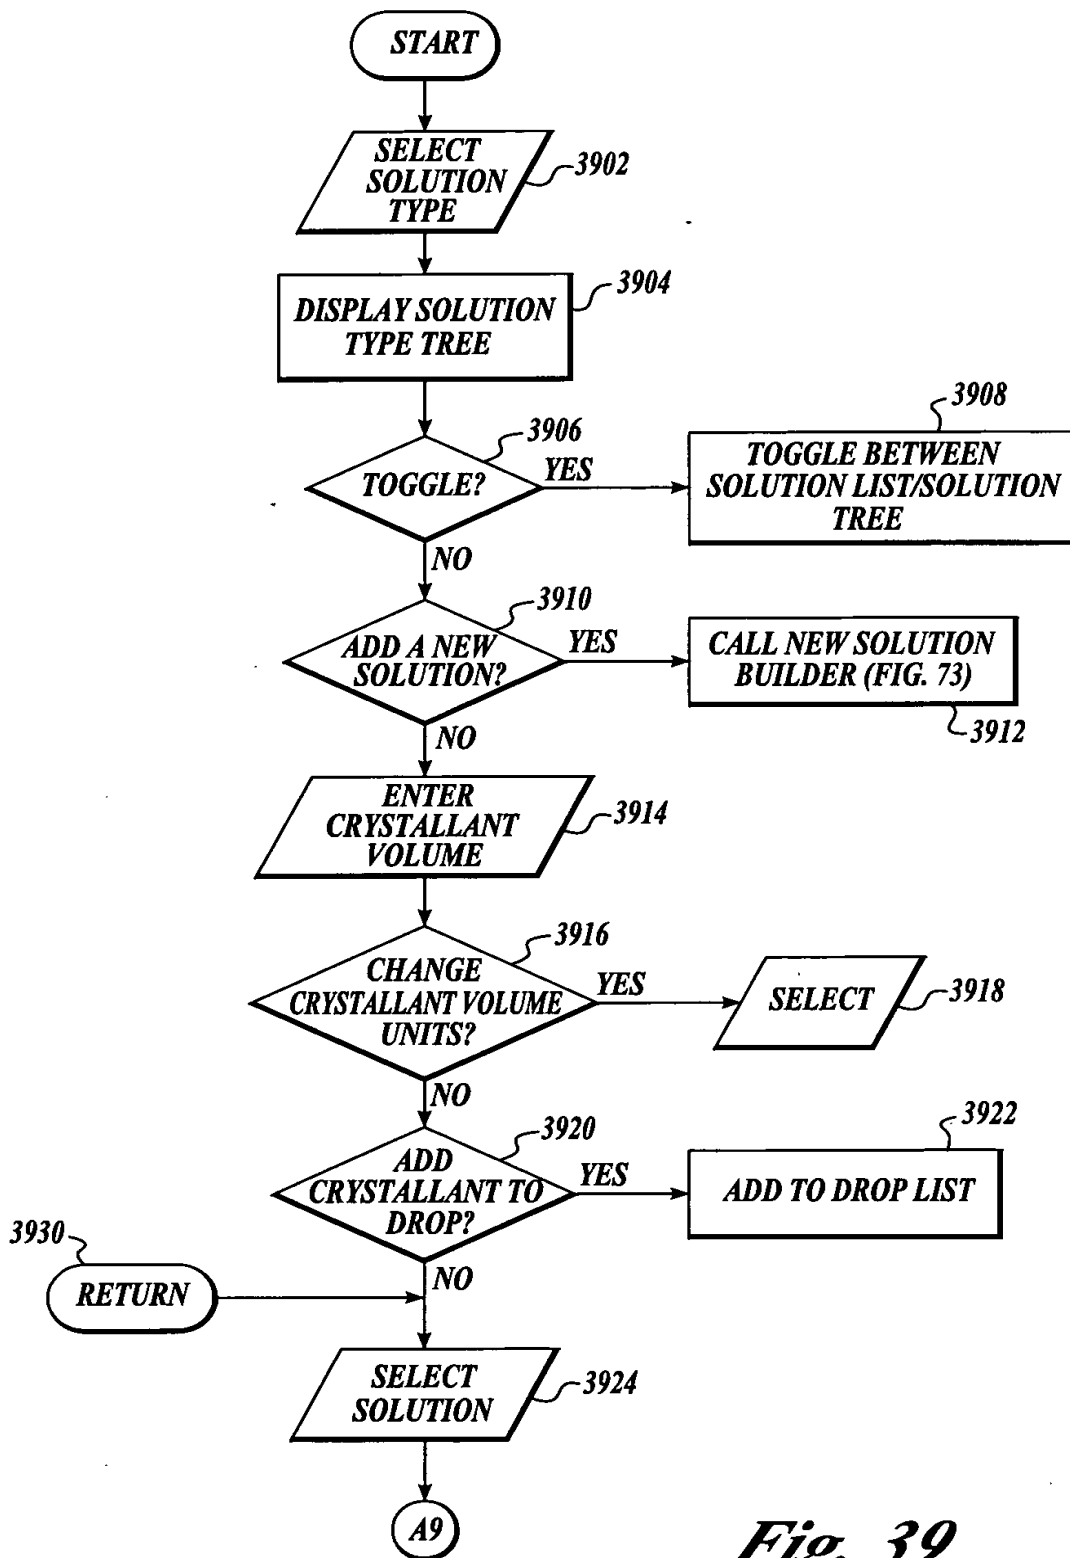 START
SELECT
SOLUTION
TYPE
3902
DISPLAY SOLUTION
TYPE TREE
3904
TOGGLE?
3906
YES
TOGGLE BETWEEN
SOLUTION LIST/SOLUTION
TREE
3908
NO
ADD A NEW
SOLUTION?
3910
YES
CALL NEW SOLUTION
BUILDER (FIG. 73)
3912
NO
ENTER
CRYSTALLANT
VOLUME
3914
CHANGE
CRYSTALLANT VOLUME
UNITS?
3916
YES
SELECT
3918
NO
ADD
CRYSTALLANT TO
DROP?
3920
YES
ADD TO DROP LIST
3922
NO
3930
RETURN
SELECT
SOLUTION
3924
A9
Fig. 39